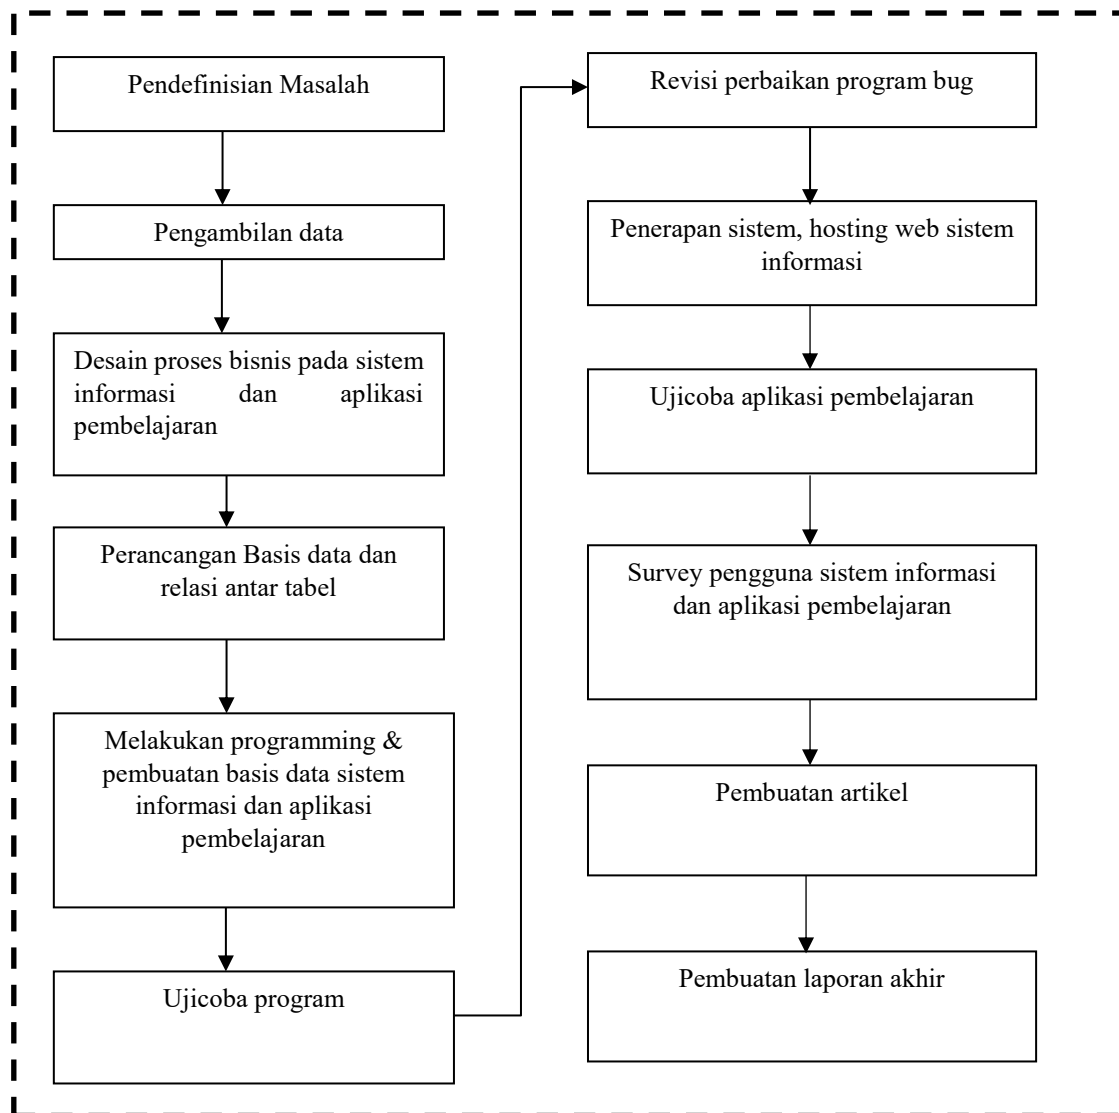 Pendefinisian Masalah
Pengambilan data
Desain proses bisnis pada sistem
informasi dan aplikasi
pembelajaran
Perancangan Basis data dan
relasi antar tabel
Melakukan programming &
pembuatan basis data sistem
informasi dan aplikasi
pembelajaran
Ujicoba program
Revisi perbaikan program bug
Penerapan sistem, hosting web sistem
informasi
Ujicoba aplikasi pembelajaran
Survey pengguna sistem informasi
dan aplikasi pembelajaran
Pembuatan artikel
Pembuatan laporan akhir